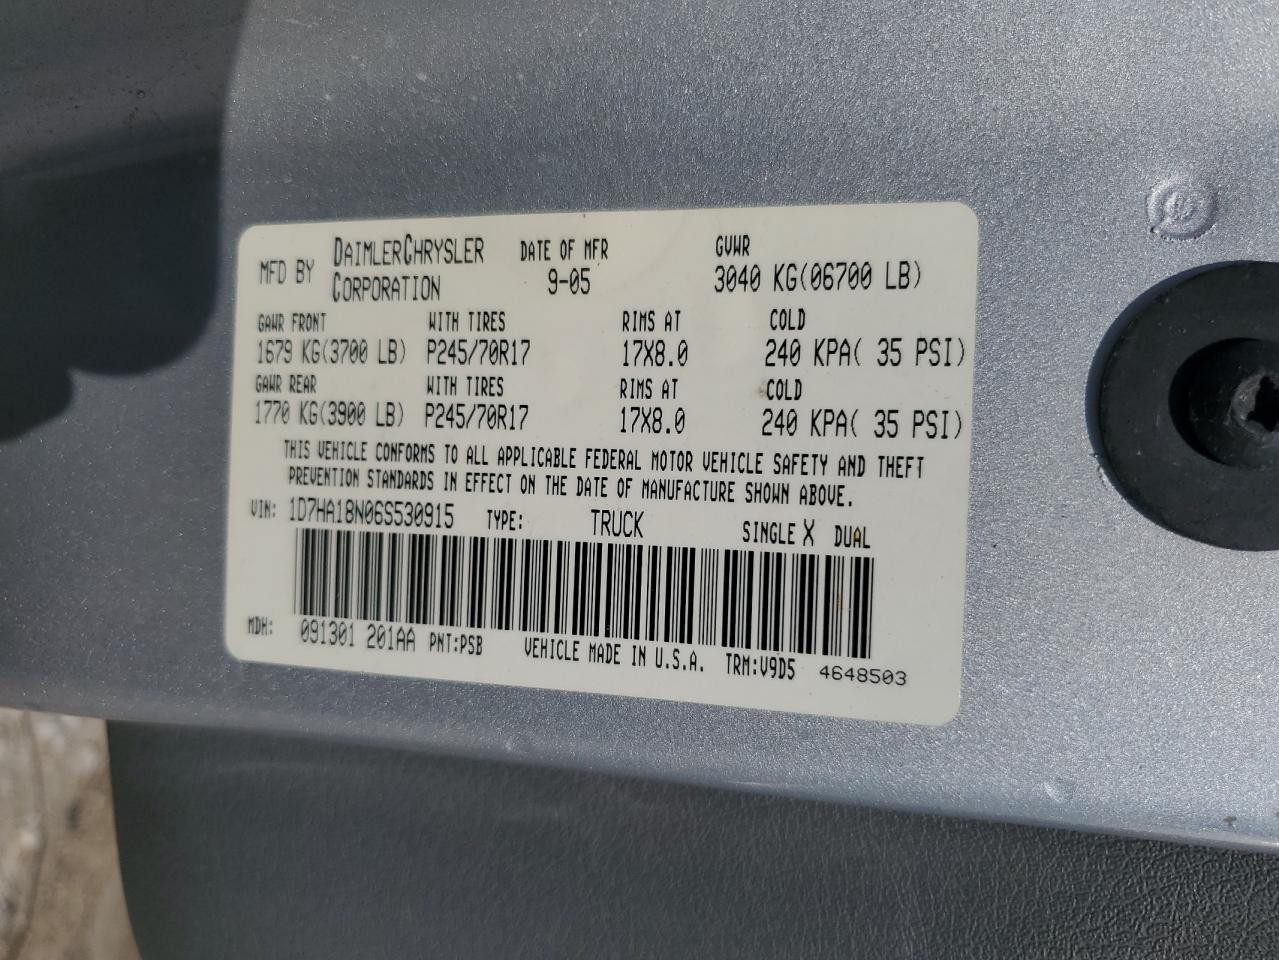 MFD BY DAIMLERCHRYSLER CORPORATION DATE OF MFR 9-05 GVWR 3040 KG(06700 LB)
GAWR FRONT WITH TIRES RIMS AT COLD
1679 KG(3700 LB) P245/70R17 17X8.0 240 KPA( 35 PSI)
GAWR REAR WITH TIRES RIMS AT COLD
1770 KG(3900 LB) P245/70R17 17X8.0 240 KPA( 35 PSI)
THIS VEHICLE CONFORMS TO ALL APPLICABLE FEDERAL MOTOR VEHICLE SAFETY AND THEFT
PREVENTION STANDARDS IN EFFECT ON THE DATE OF MANUFACTURE SHOWN ABOVE.
VIN: 1D7HA18N06S530915 TYPE: TRUCK SINGLE X DUAL
MDH: 091301 201AA PNT:PSB VEHICLE MADE IN U.S.A. TRM:V9D5 4648503